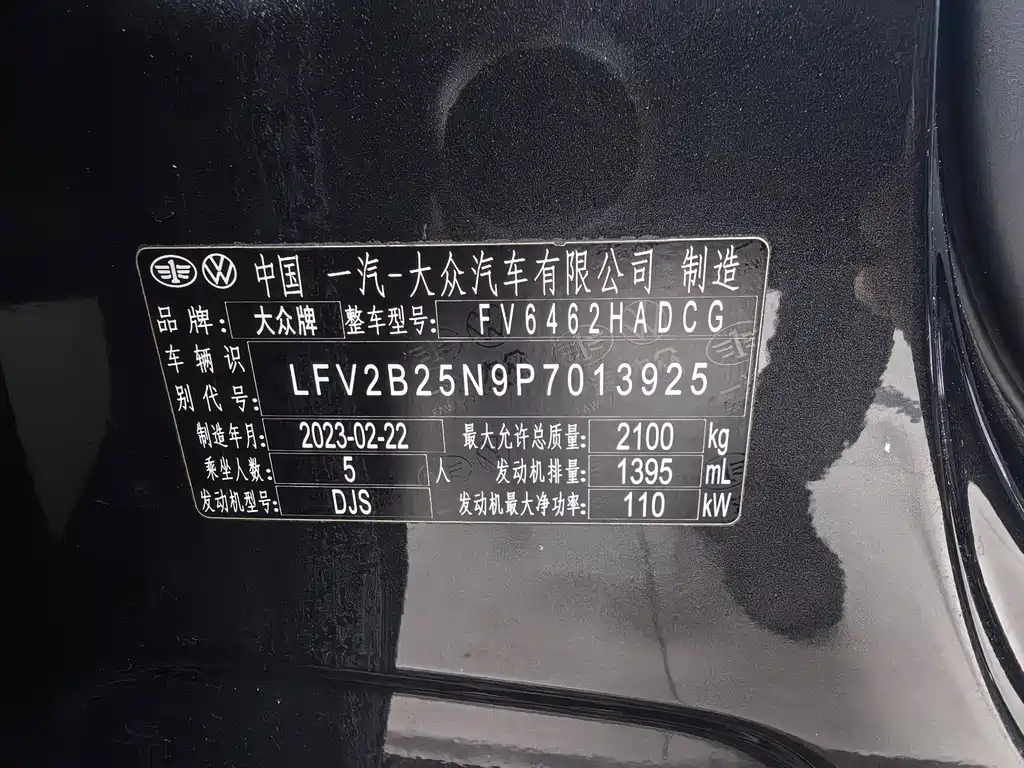 中国 一汽-大众汽车有限公司 制造
品牌: 大众牌 整车型号: FV6462HADCG
车辆识别代号: LFV2B25N9P7013925
制造年月: 2023-02-22 最大允许总质量: 2100 kg
乘坐人数: 5 人 发动机排量: 1395 mL
发动机型号: DJS 发动机最大净功率: 110 kW